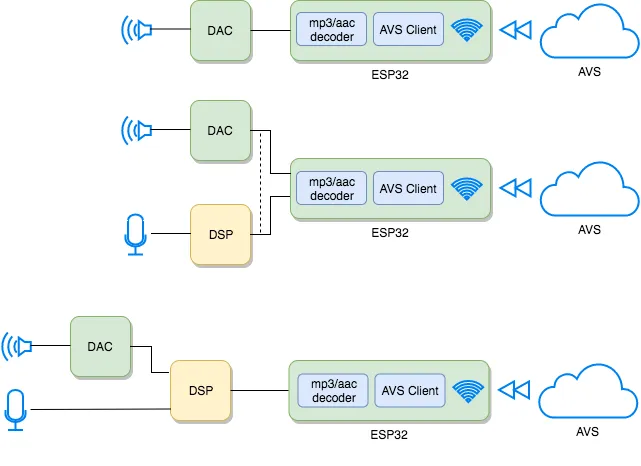 DAC
mp3/aac
decoder
AVS Client
ESP32
AVS
DAC
mp3/aac
decoder
AVS Client
DSP
ESP32
AVS
DAC
DSP
mp3/aac
decoder
AVS Client
ESP32
AVS